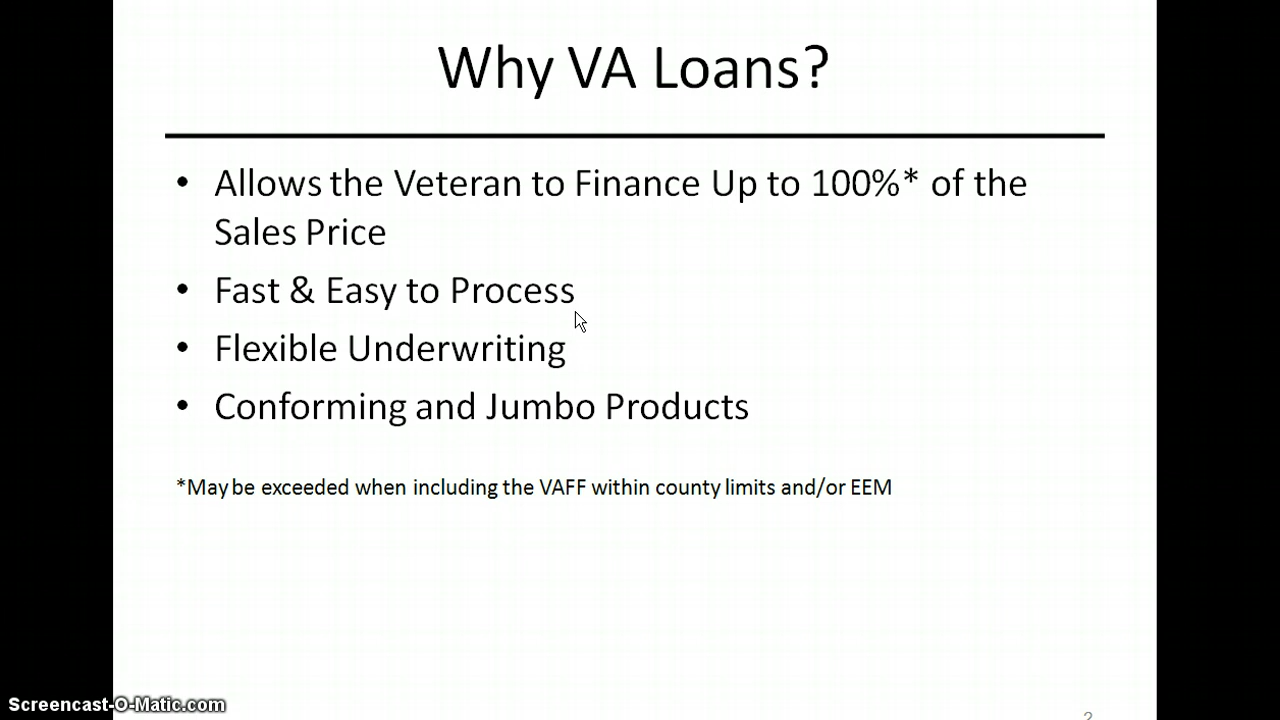 Why VA Loans?
• Allows the Veteran to Finance Up to 100%* of the
Sales Price
• Fast & Easy to Process
• Flexible Underwriting
• Conforming and Jumbo Products
*May be exceeded when including the VAFF within county limits and/or EEM
Screencast-O-Matic.com
2